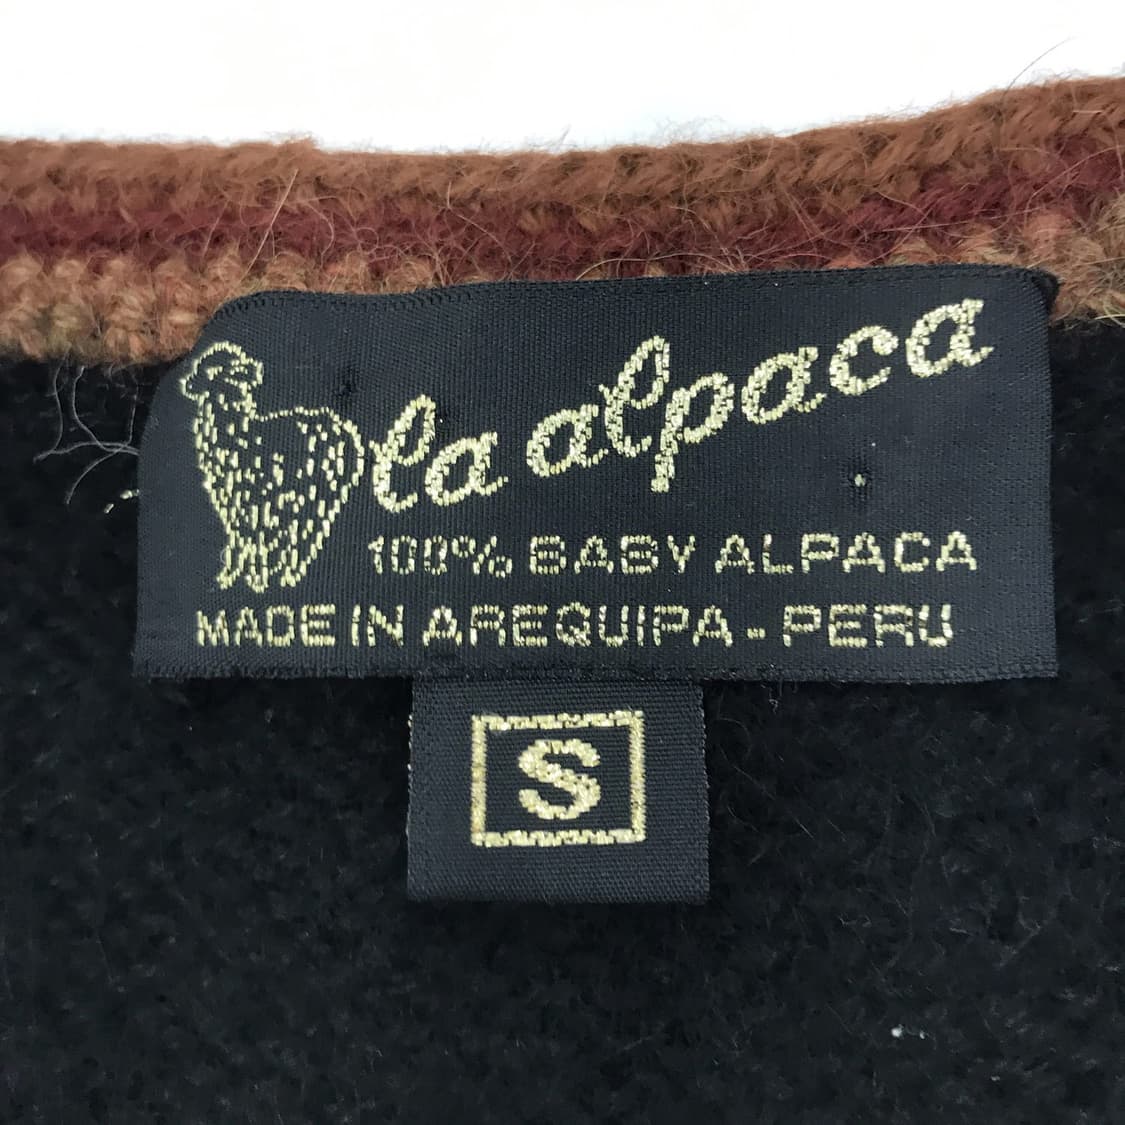 la alpaca
100% BABY ALPACA
MADE IN AREQUIPA - PERU
S